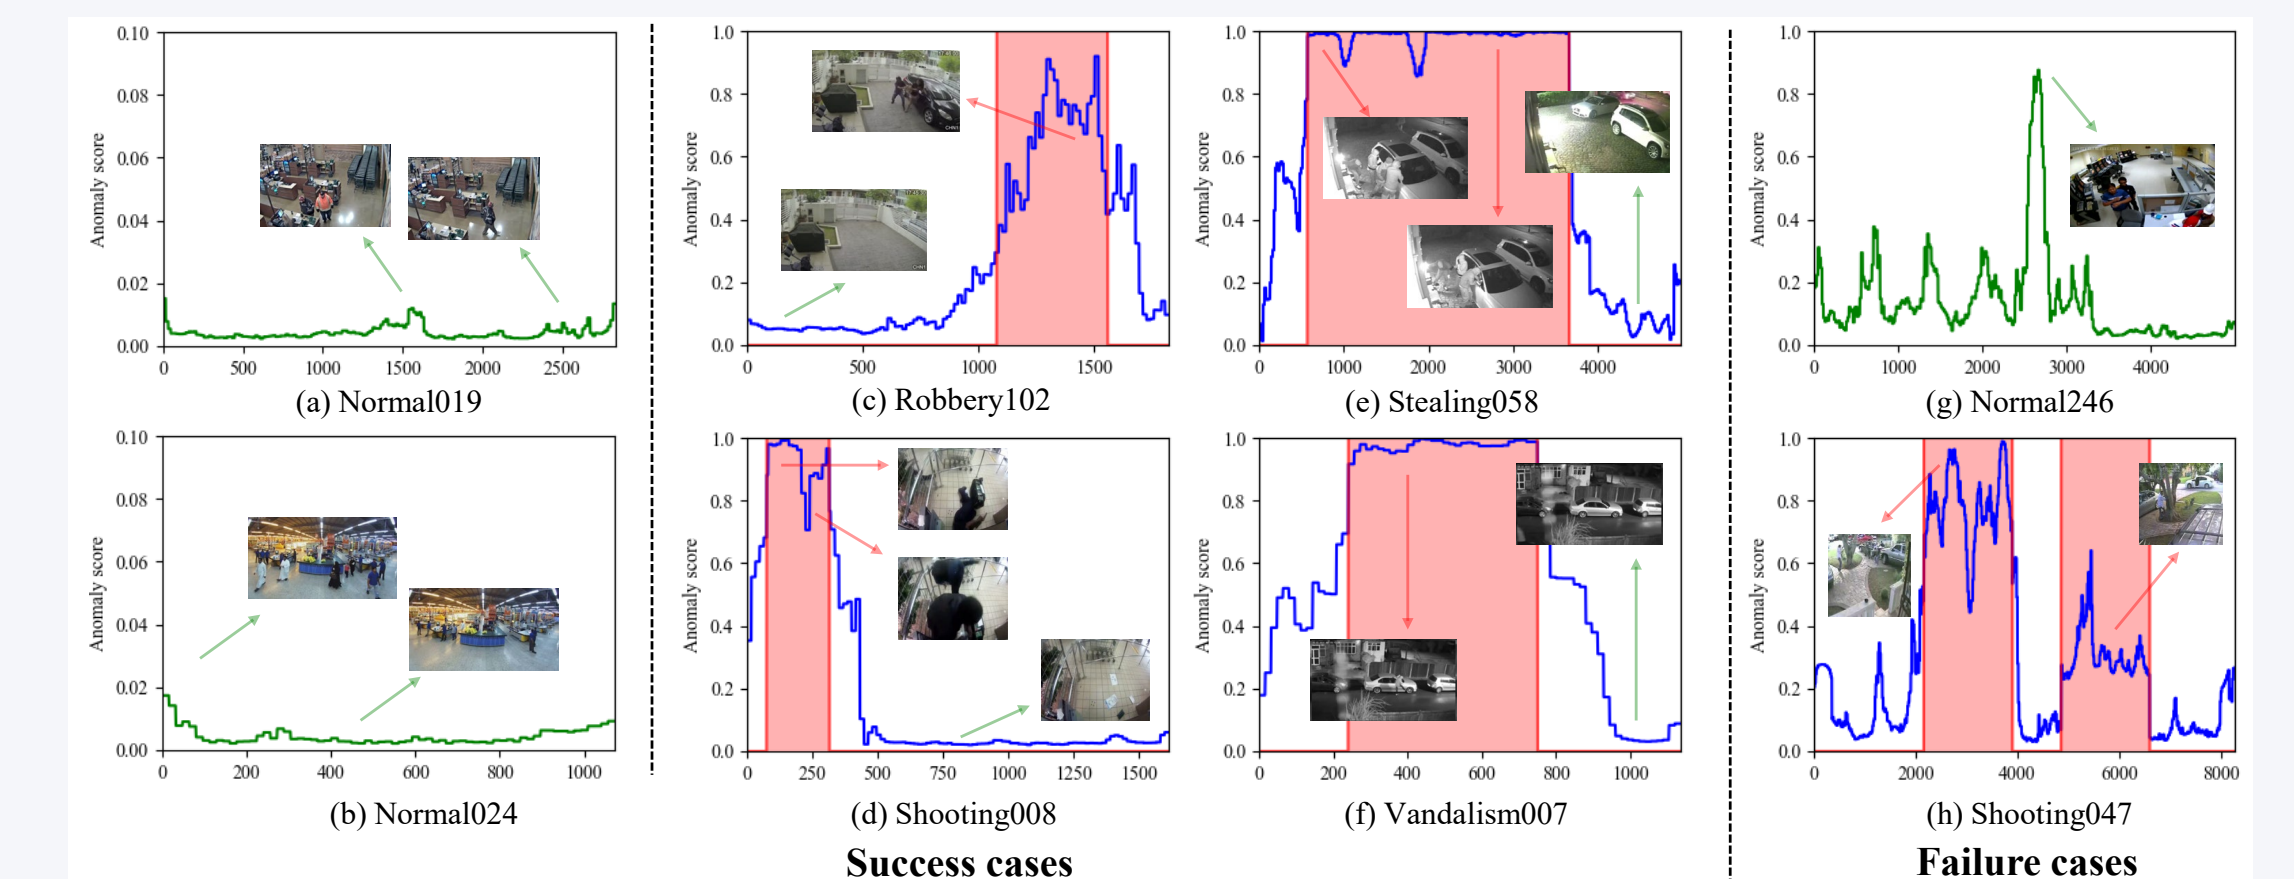 0.10
0.08
0.06
0.04
0.02
0.00
Anomaly score
0 500 1000 1500 2000 2500
(a) Normal019
1.0
0.8
0.6
0.4
0.2
0.0
Anomaly score
CHN1
CHN1
0 500 1000 1500
(c) Robbery102
1.0
0.8
0.6
0.4
0.2
0.0
Anomaly score
0 1000 2000 3000 4000
(e) Stealing058
1.0
0.8
0.6
0.4
0.2
0.0
Anomaly score
0 1000 2000 3000 4000
(g) Normal246
0.10
0.08
0.06
0.04
0.02
0.00
Anomaly score
0 200 400 600 800 1000
(b) Normal024
1.0
0.8
0.6
0.4
0.2
0.0
Anomaly score
0 250 500 750 1000 1250 1500
(d) Shooting008
1.0
0.8
0.6
0.4
0.2
0.0
Anomaly score
0 200 400 600 800 1000
(f) Vandalism007
1.0
0.8
0.6
0.4
0.2
0.0
Anomaly score
0 2000 4000 6000 8000
(h) Shooting047
Success cases
Failure cases